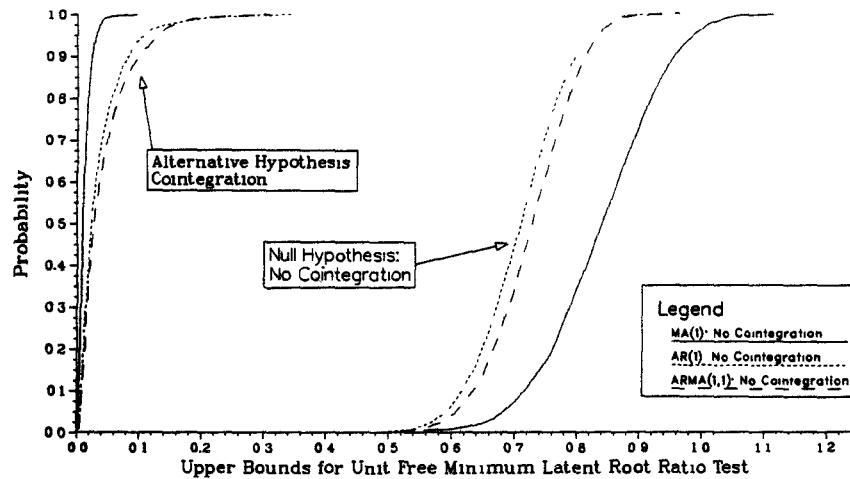 1.0
0.9
0.8
0.7
0.6
0.5
0.4
0.3
0.2
0.1
0.0
Probability
Alternative Hypothesis
Cointegration
Null Hypothesis:
No Cointegration
Legend
MA(1): No Cointegration
AR(1) No Cointegration
ARMA(1,1): No Cointegration
0.0 0.1 0.2 0.3 0.4 0.5 0.6 0.7 0.8 0.9 1.0 1.1 1.2
Upper Bounds for Unit Free Minimum Latent Root Ratio Test